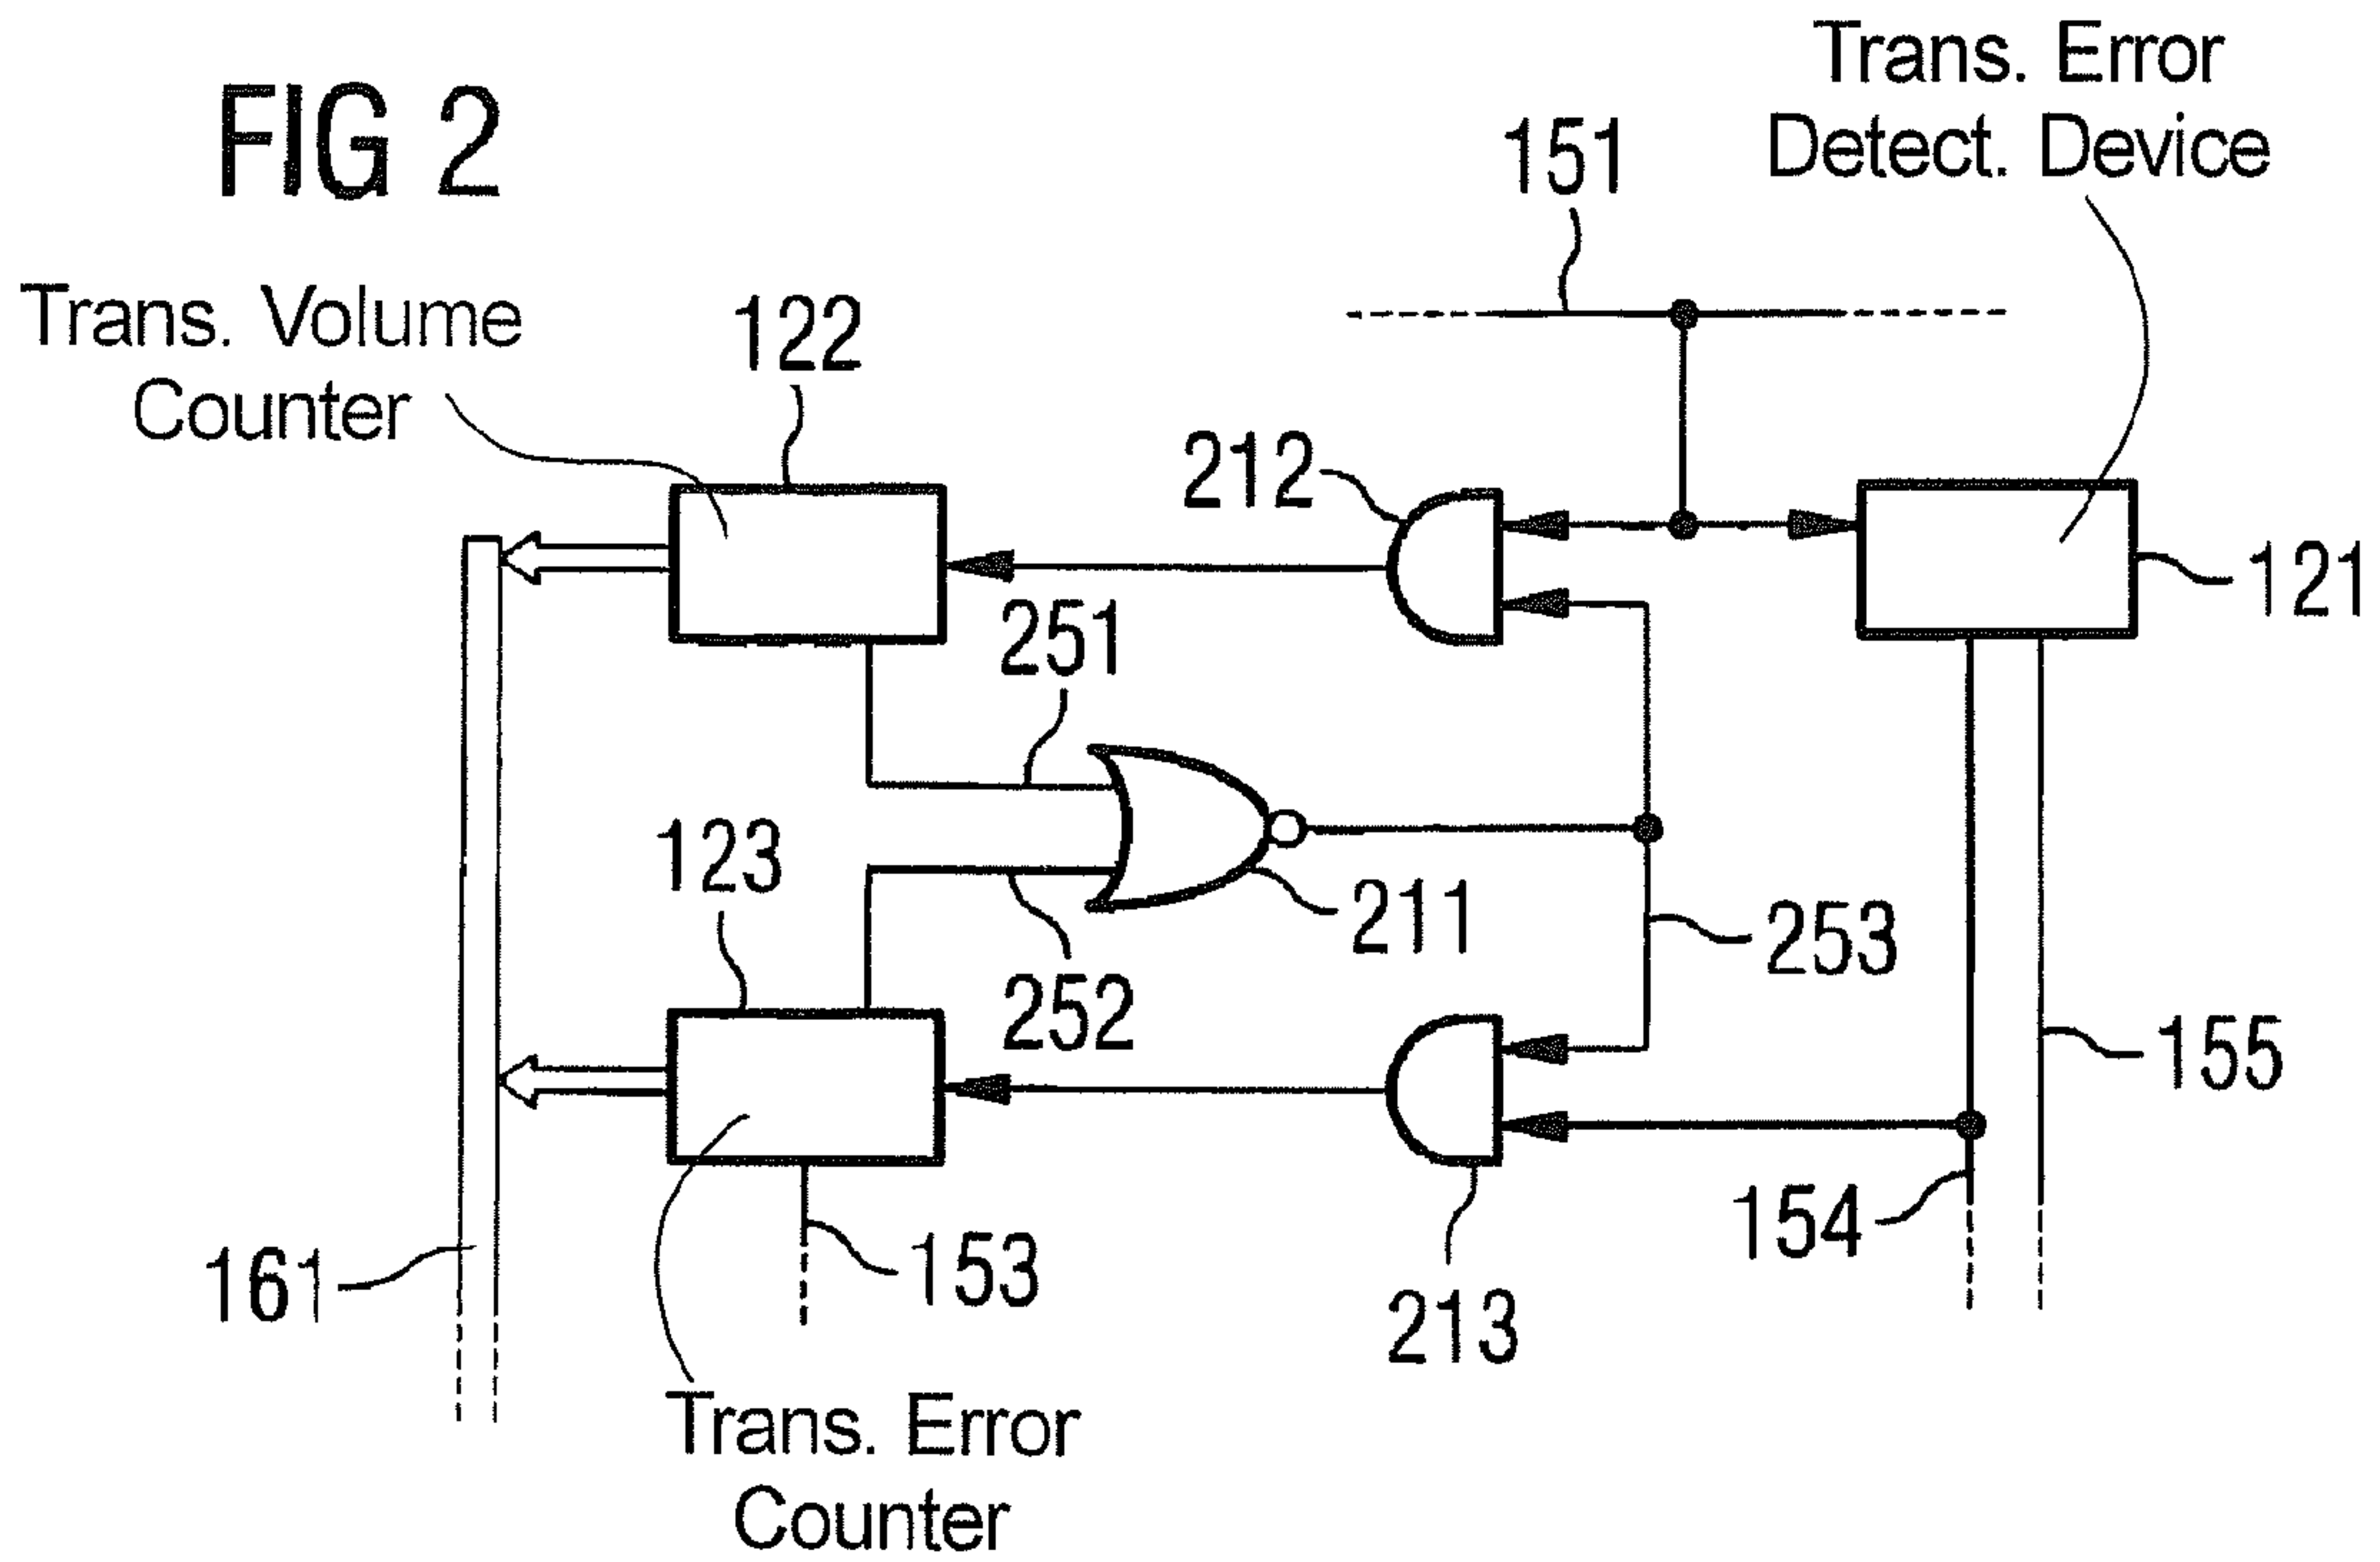 FIG 2
Trans. Error
Detect. Device
151
Trans. Volume
Counter
122
212
121
251
123
211
253
252
155
154
161
153
213
Trans. Error
Counter